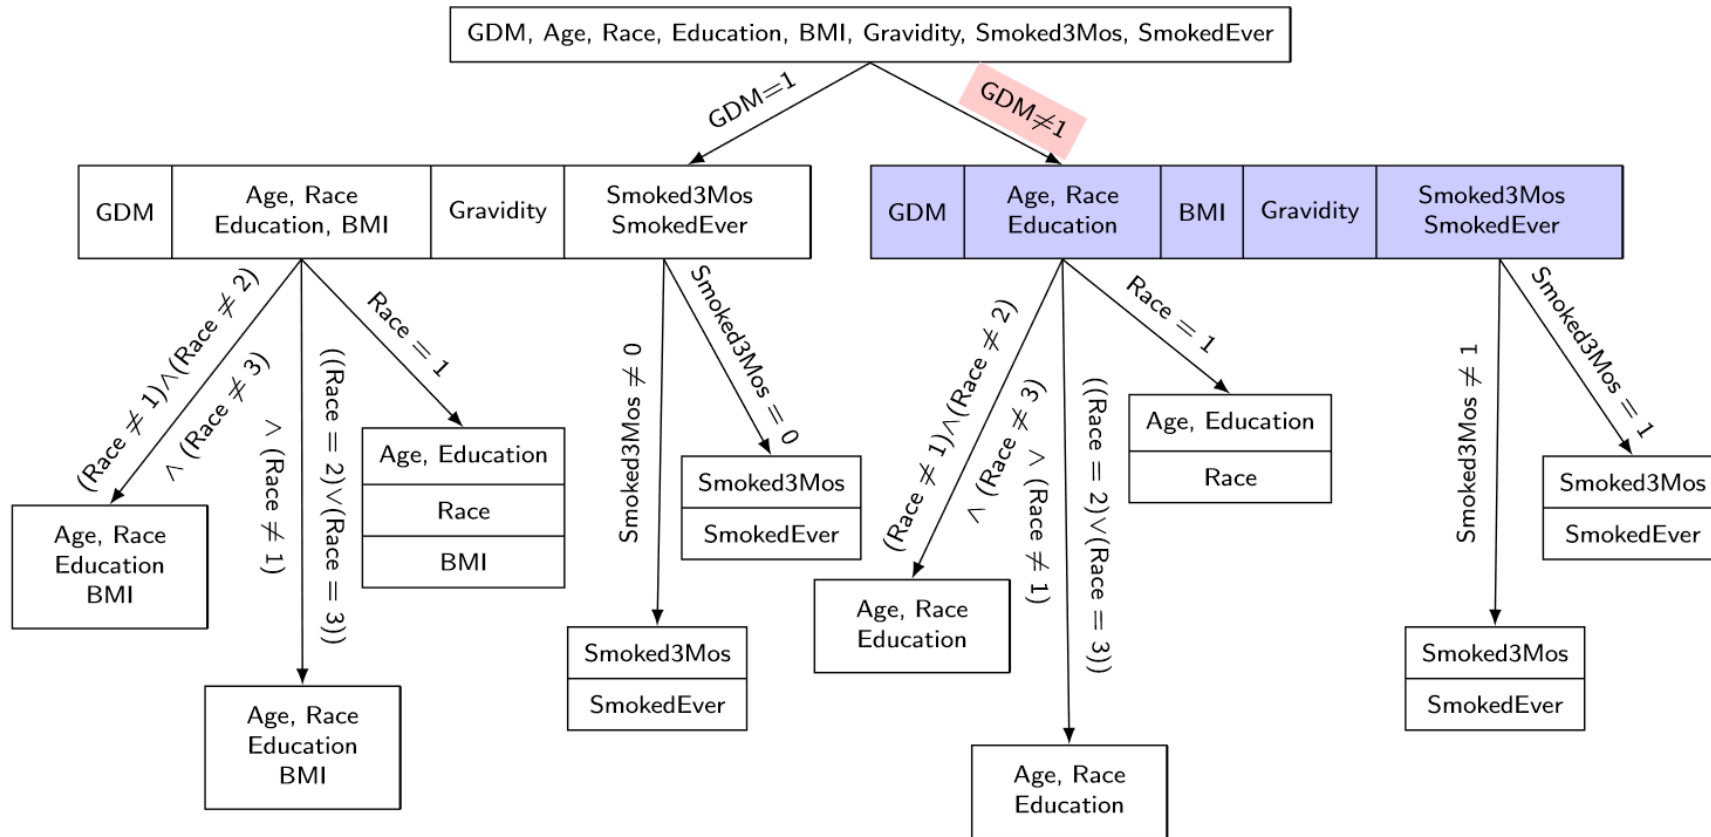 GDM, Age, Race, Education, BMI, Gravidity, Smoked3Mos, SmokedEver
GDM=1
GDM≠1
GDM
Age, Race
Education, BMI
Gravidity
Smoked3Mos
SmokedEver
GDM
Age, Race
Education
BMI
Gravidity
Smoked3Mos
SmokedEver
(Race ≠ 1)∧(Race ≠ 2)
∧ (Race ≠ 3)
((Race = 2)∨(Race = 3))
∧ (Race ≠ 1)
Race = 1
Smoked3Mos ≠ 0
Smoked3Mos = 0
(Race ≠ 1)∧(Race ≠ 2)
∧ (Race ≠ 3)
((Race = 2)∨(Race = 3))
∧ (Race ≠ 1)
Race = 1
Smoked3Mos ≠ 1
Smoked3Mos = 1
Age, Race
Education
BMI
Age, Race
Education
BMI
Age, Education
Race
BMI
Smoked3Mos
SmokedEver
Smoked3Mos
SmokedEver
Age, Race
Education
Age, Race
Education
Age, Education
Race
Smoked3Mos
SmokedEver
Smoked3Mos
SmokedEver